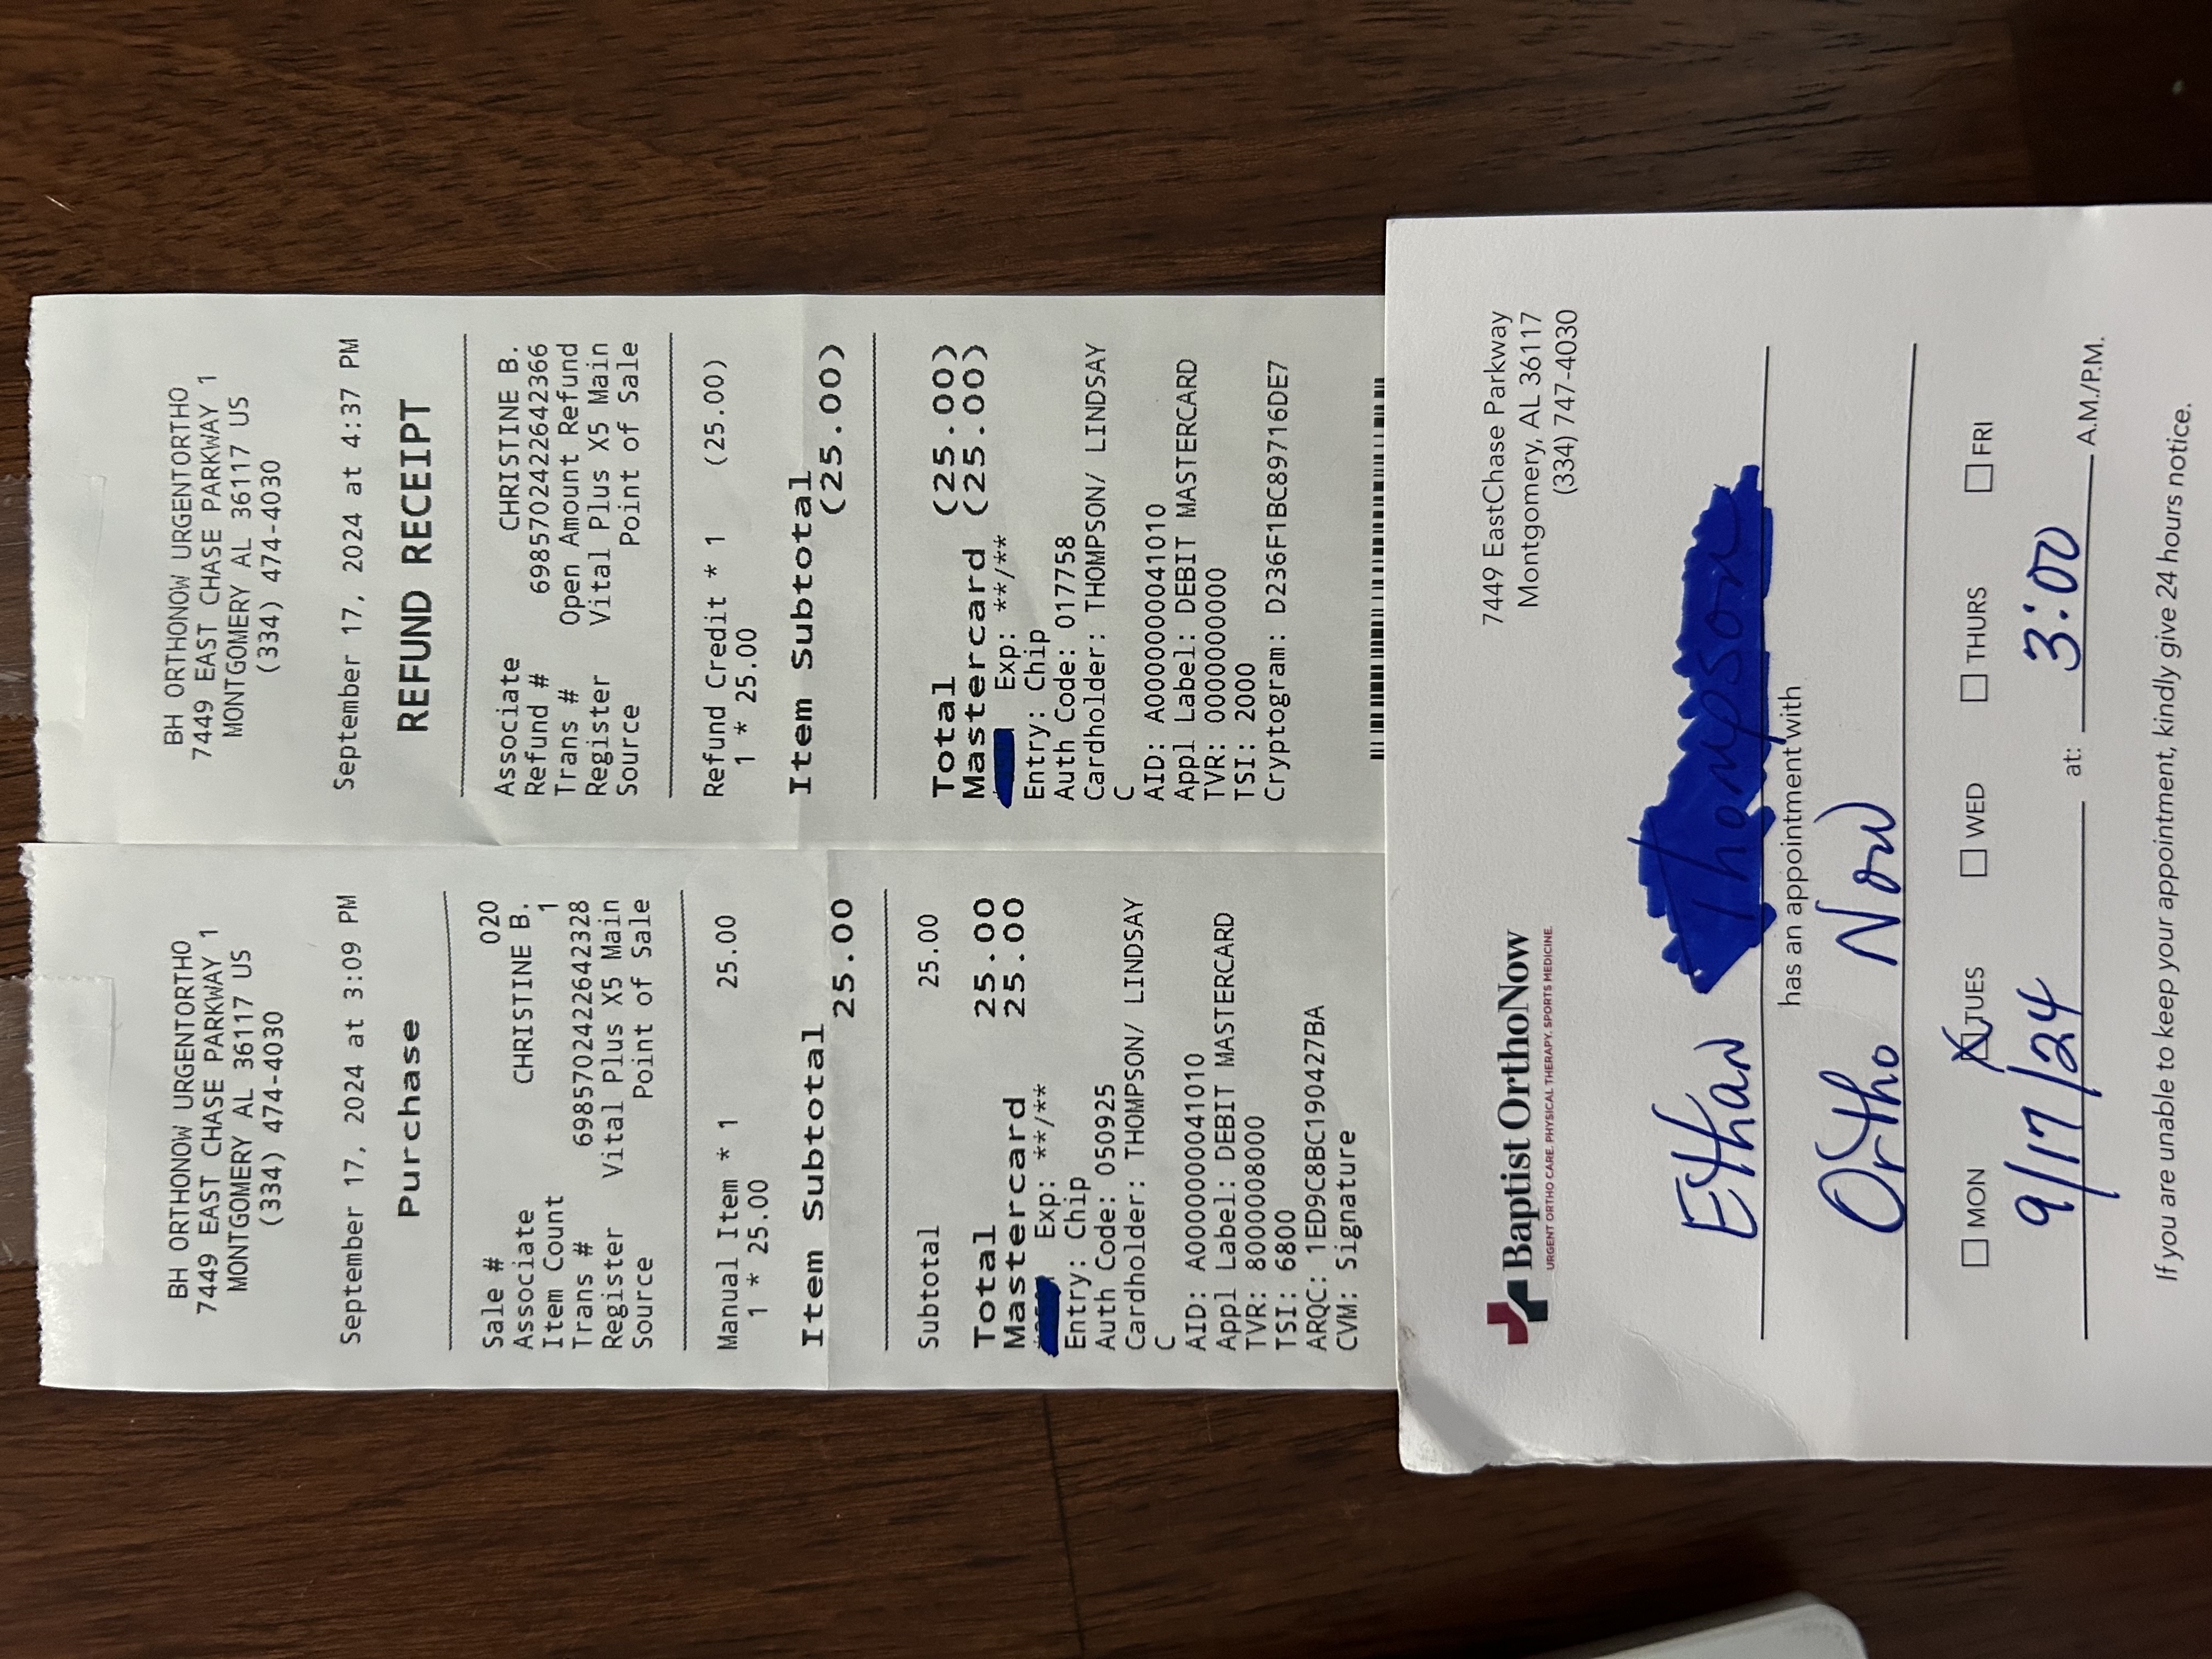 BH ORTHONOW URGENTORTHO
7449 EAST CHASE PARKWAY 1
MONTGOMERY AL 36117 US
(334) 474-4030
September 17, 2024 at 3:09 PM
Purchase
Sale # 020
Associate CHRISTINE B.
Item Count 1
Trans # 6985702422642328
Register Vital Plus X5 Main
Source Point of Sale
Manual Item * 1 25.00
1 * 25.00
Item Subtotal
25.00
Subtotal 25.00
Total 25.00
Mastercard 25.00
Exp: **/**
Entry: Chip
Auth Code: 050925
Cardholder: THOMPSON/ LINDSAY
C
AID: A0000000041010
Appl Label: DEBIT MASTERCARD
TVR: 8000008000
TSI: 6800
ARQC: 1ED9C8BC190427BA
CVM: Signature
BH ORTHONOW URGENTORTHO
7449 EAST CHASE PARKWAY 1
MONTGOMERY AL 36117 US
(334) 474-4030
September 17, 2024 at 4:37 PM
REFUND RECEIPT
Associate CHRISTINE B.
Refund # 6985702422642366
Trans # Open Amount Refund
Register Vital Plus X5 Main
Source Point of Sale
Refund Credit * 1 (25.00)
1 * 25.00
Item Subtotal
(25.00)
Total (25.00)
Mastercard (25.00)
Exp: **/**
Entry: Chip
Auth Code: 017758
Cardholder: THOMPSON/ LINDSAY
C
AID: A0000000041010
Appl Label: DEBIT MASTERCARD
TVR: 0000000000
TSI: 2000
Cryptogram: D236F1BC89716DE7
Baptist OrthoNow
URGENT ORTHO CARE. PHYSICAL THERAPY. SPORTS MEDICINE.
7449 EastChase Parkway
Montgomery, AL 36117
(334) 747-4030
Ethan Thompson
has an appointment with
Ortho Now
MON TUES WED THURS FRI
9/17/24 at: 3:00 A.M./P.M.
If you are unable to keep your appointment, kindly give 24 hours notice.